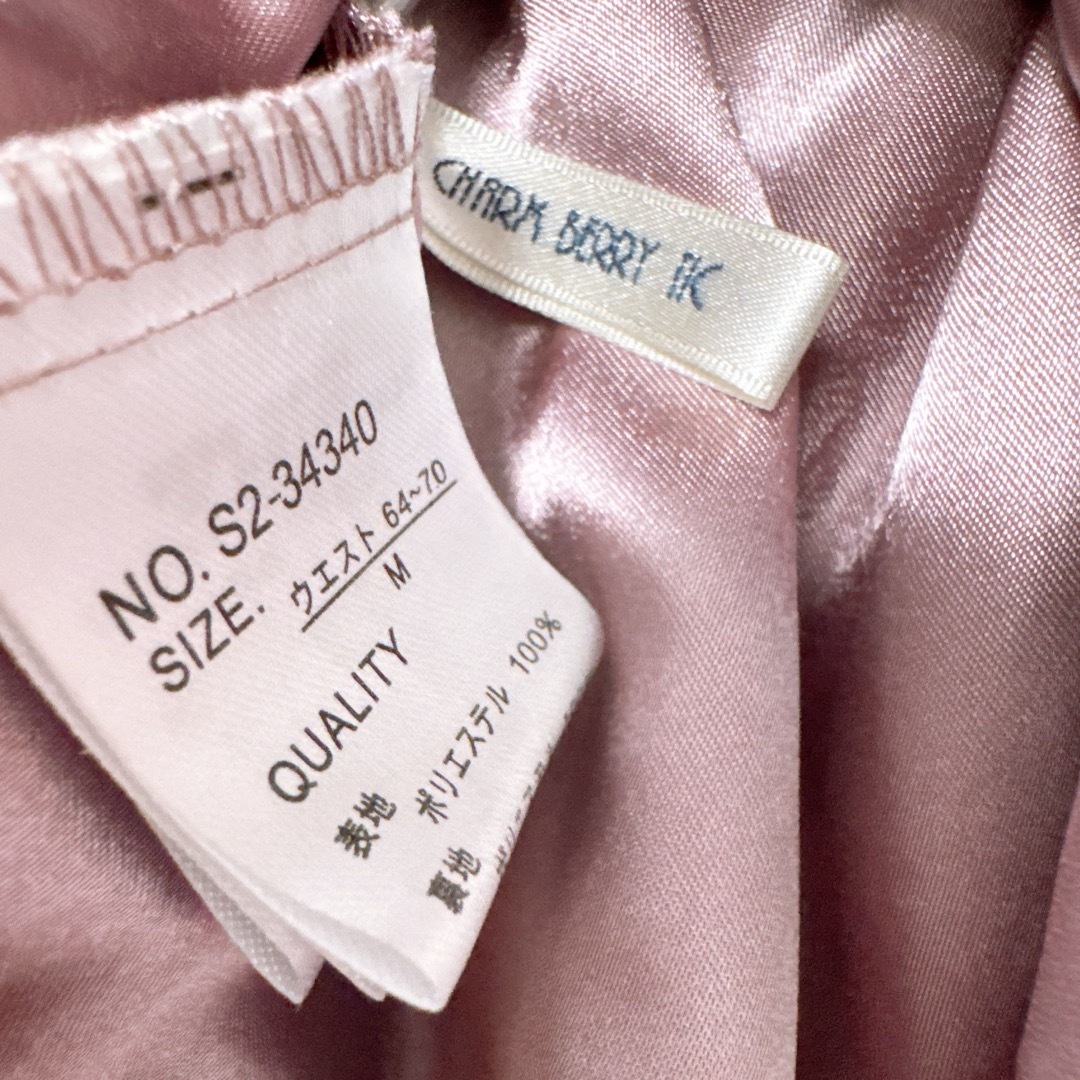 CHARM BERRY
NO. S2-34340
SIZE. ウエスト 64~70
M
QUALITY
表地 ポリエステル 100%
裏地